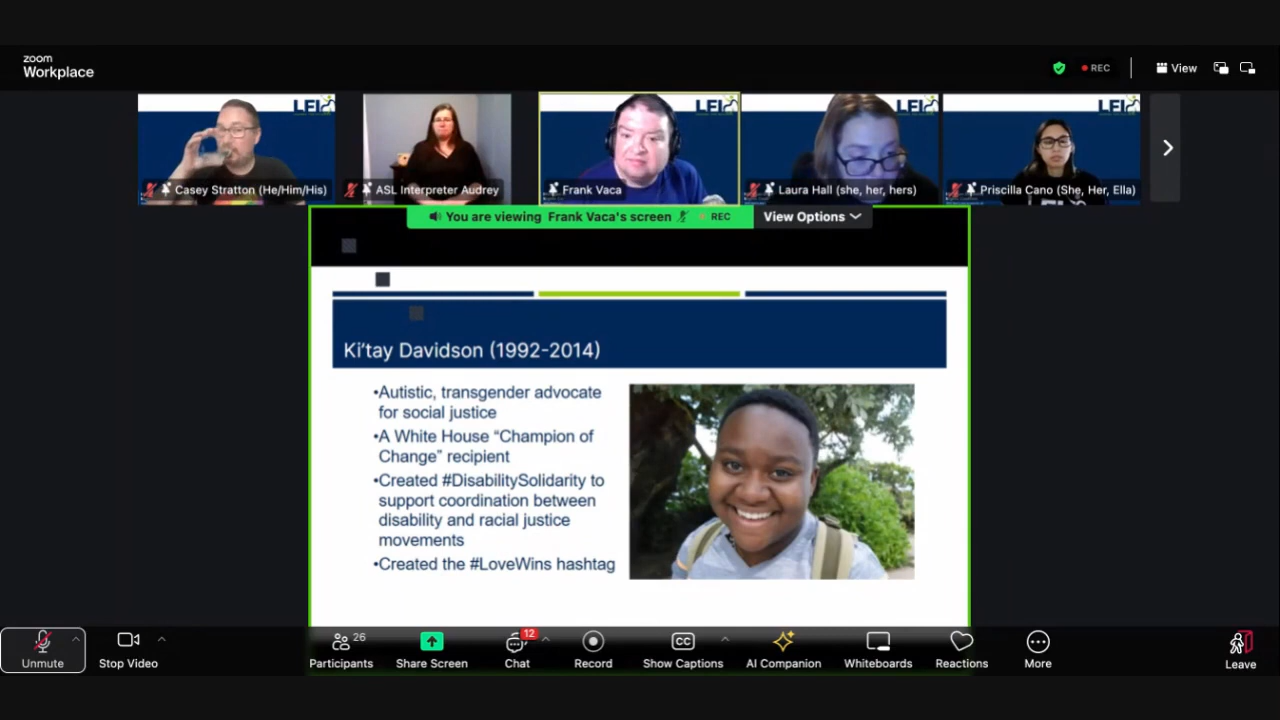 zoom
Workplace
REC
View
LEI
LEI
LEI
LEI
Casey Stratton (He/Him/His)
ASL Interpreter Audrey
Frank Vaca
Laura Hall (she, her, hers)
Priscilla Cano (She, Her, Ella)
You are viewing Frank Vaca's screen
REC
View Options
Ki'tay Davidson (1992-2014)
•Autistic, transgender advocate
for social justice
•A White House “Champion of
Change” recipient
•Created #DisabilitySolidarity to
support coordination between
disability and racial justice
movements
•Created the #LoveWins hashtag
Unmute
Stop Video
26
Participants
Share Screen
12
Chat
Record
CC
Show Captions
AI Companion
Whiteboards
Reactions
More
Leave